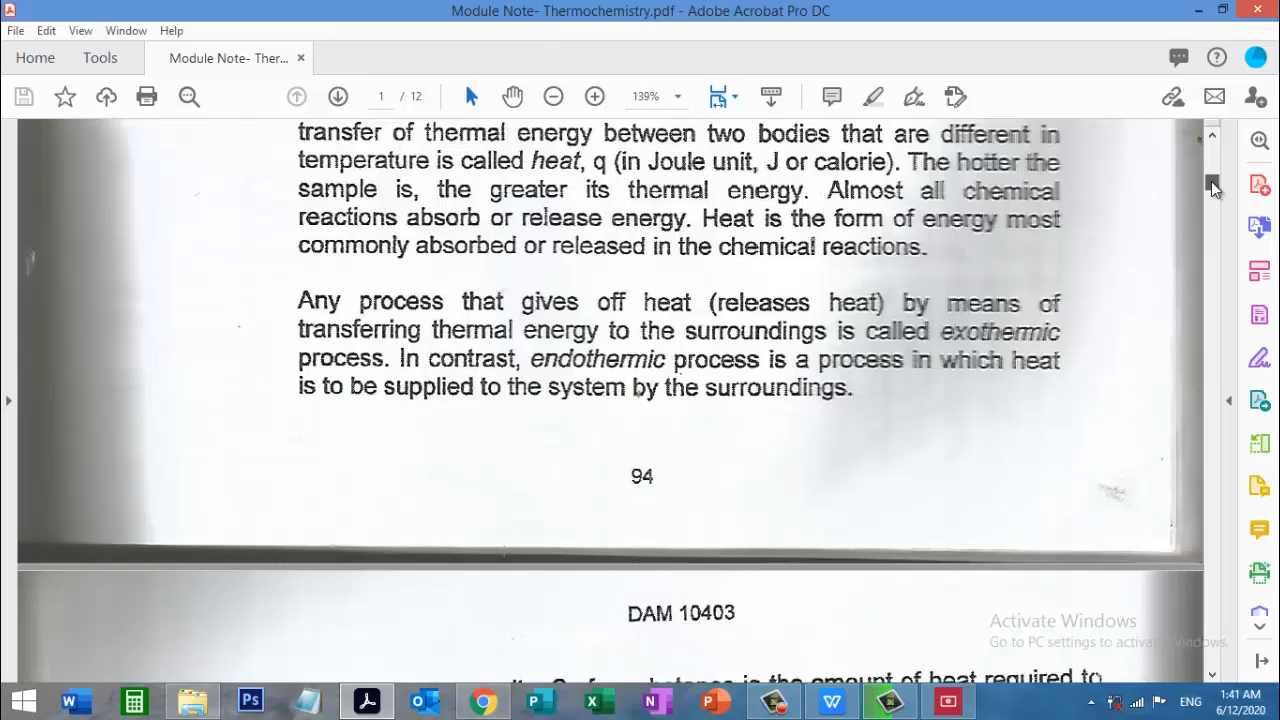 Module Note- Thermochemistry.pdf - Adobe Acrobat Pro DC
File Edit View Window Help
Home Tools Module Note- Ther... ×
1 / 12 139%
transfer of thermal energy between two bodies that are different in
temperature is called heat, q (in Joule unit, J or calorie). The hotter the
sample is, the greater its thermal energy. Almost all chemical
reactions absorb or release energy. Heat is the form of energy most
commonly absorbed or released in the chemical reactions.
Any process that gives off heat (releases heat) by means of
transferring thermal energy to the surroundings is called exothermic
process. In contrast, endothermic process is a process in which heat
is to be supplied to the system by the surroundings.
94
DAM 10403
Activate Windows
Go to PC settings to activate Windows.
is the amount of heat required to
ENG
1:41 AM
6/12/2020